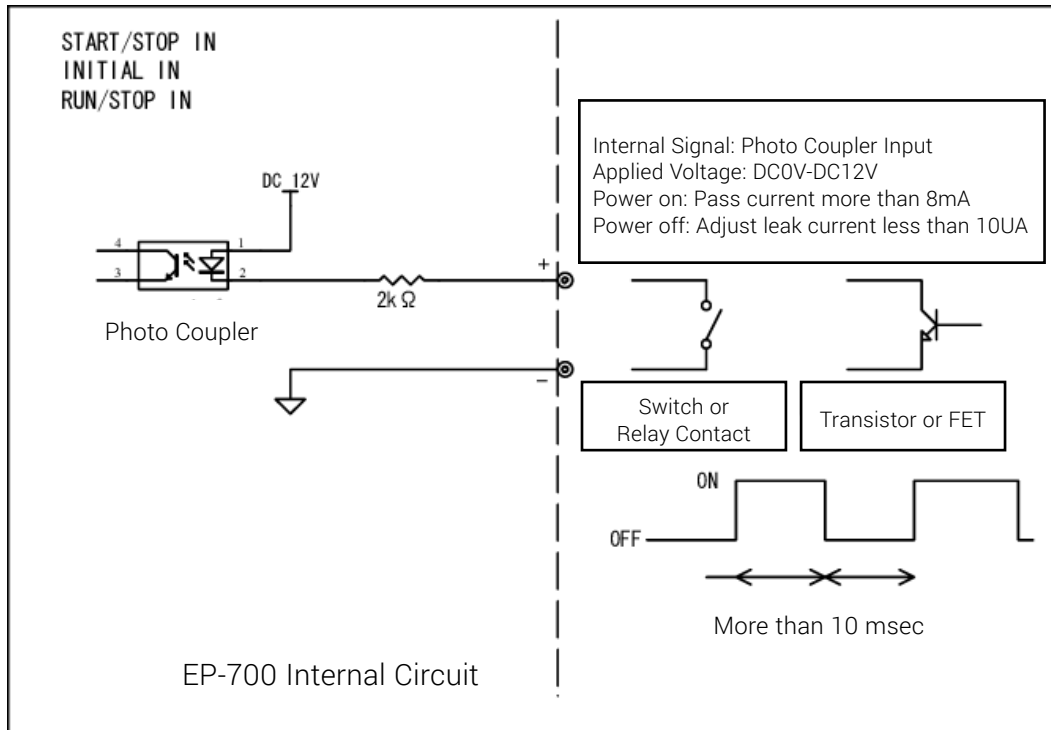 START/STOP IN
INITIAL IN
RUN/STOP IN
Internal Signal: Photo Coupler Input
Applied Voltage: DC0V-DC12V
Power on: Pass current more than 8mA
Power off: Adjust leak current less than 10UA
DC 12V
4
1
3
2
+
2kΩ
Photo Coupler
−
Switch or
Relay Contact
Transistor or FET
ON
OFF
More than 10 msec
EP-700 Internal Circuit